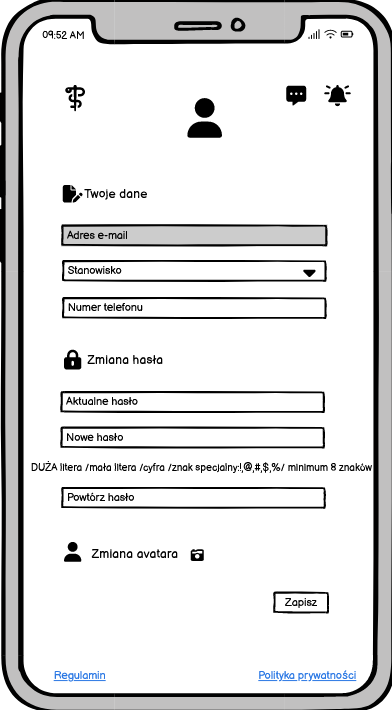 09:52 AM
Twoje dane
Adres e-mail
Stanowisko
Numer telefonu
Zmiana hasła
Aktualne hasło
Nowe hasło
DUŻA litera /mała litera /cyfra /znak specjalny:!,@,#,$,%/ minimum 8 znaków
Powtórz hasło
Zmiana avatara
Zapisz
Regulamin
Polityka prywatności